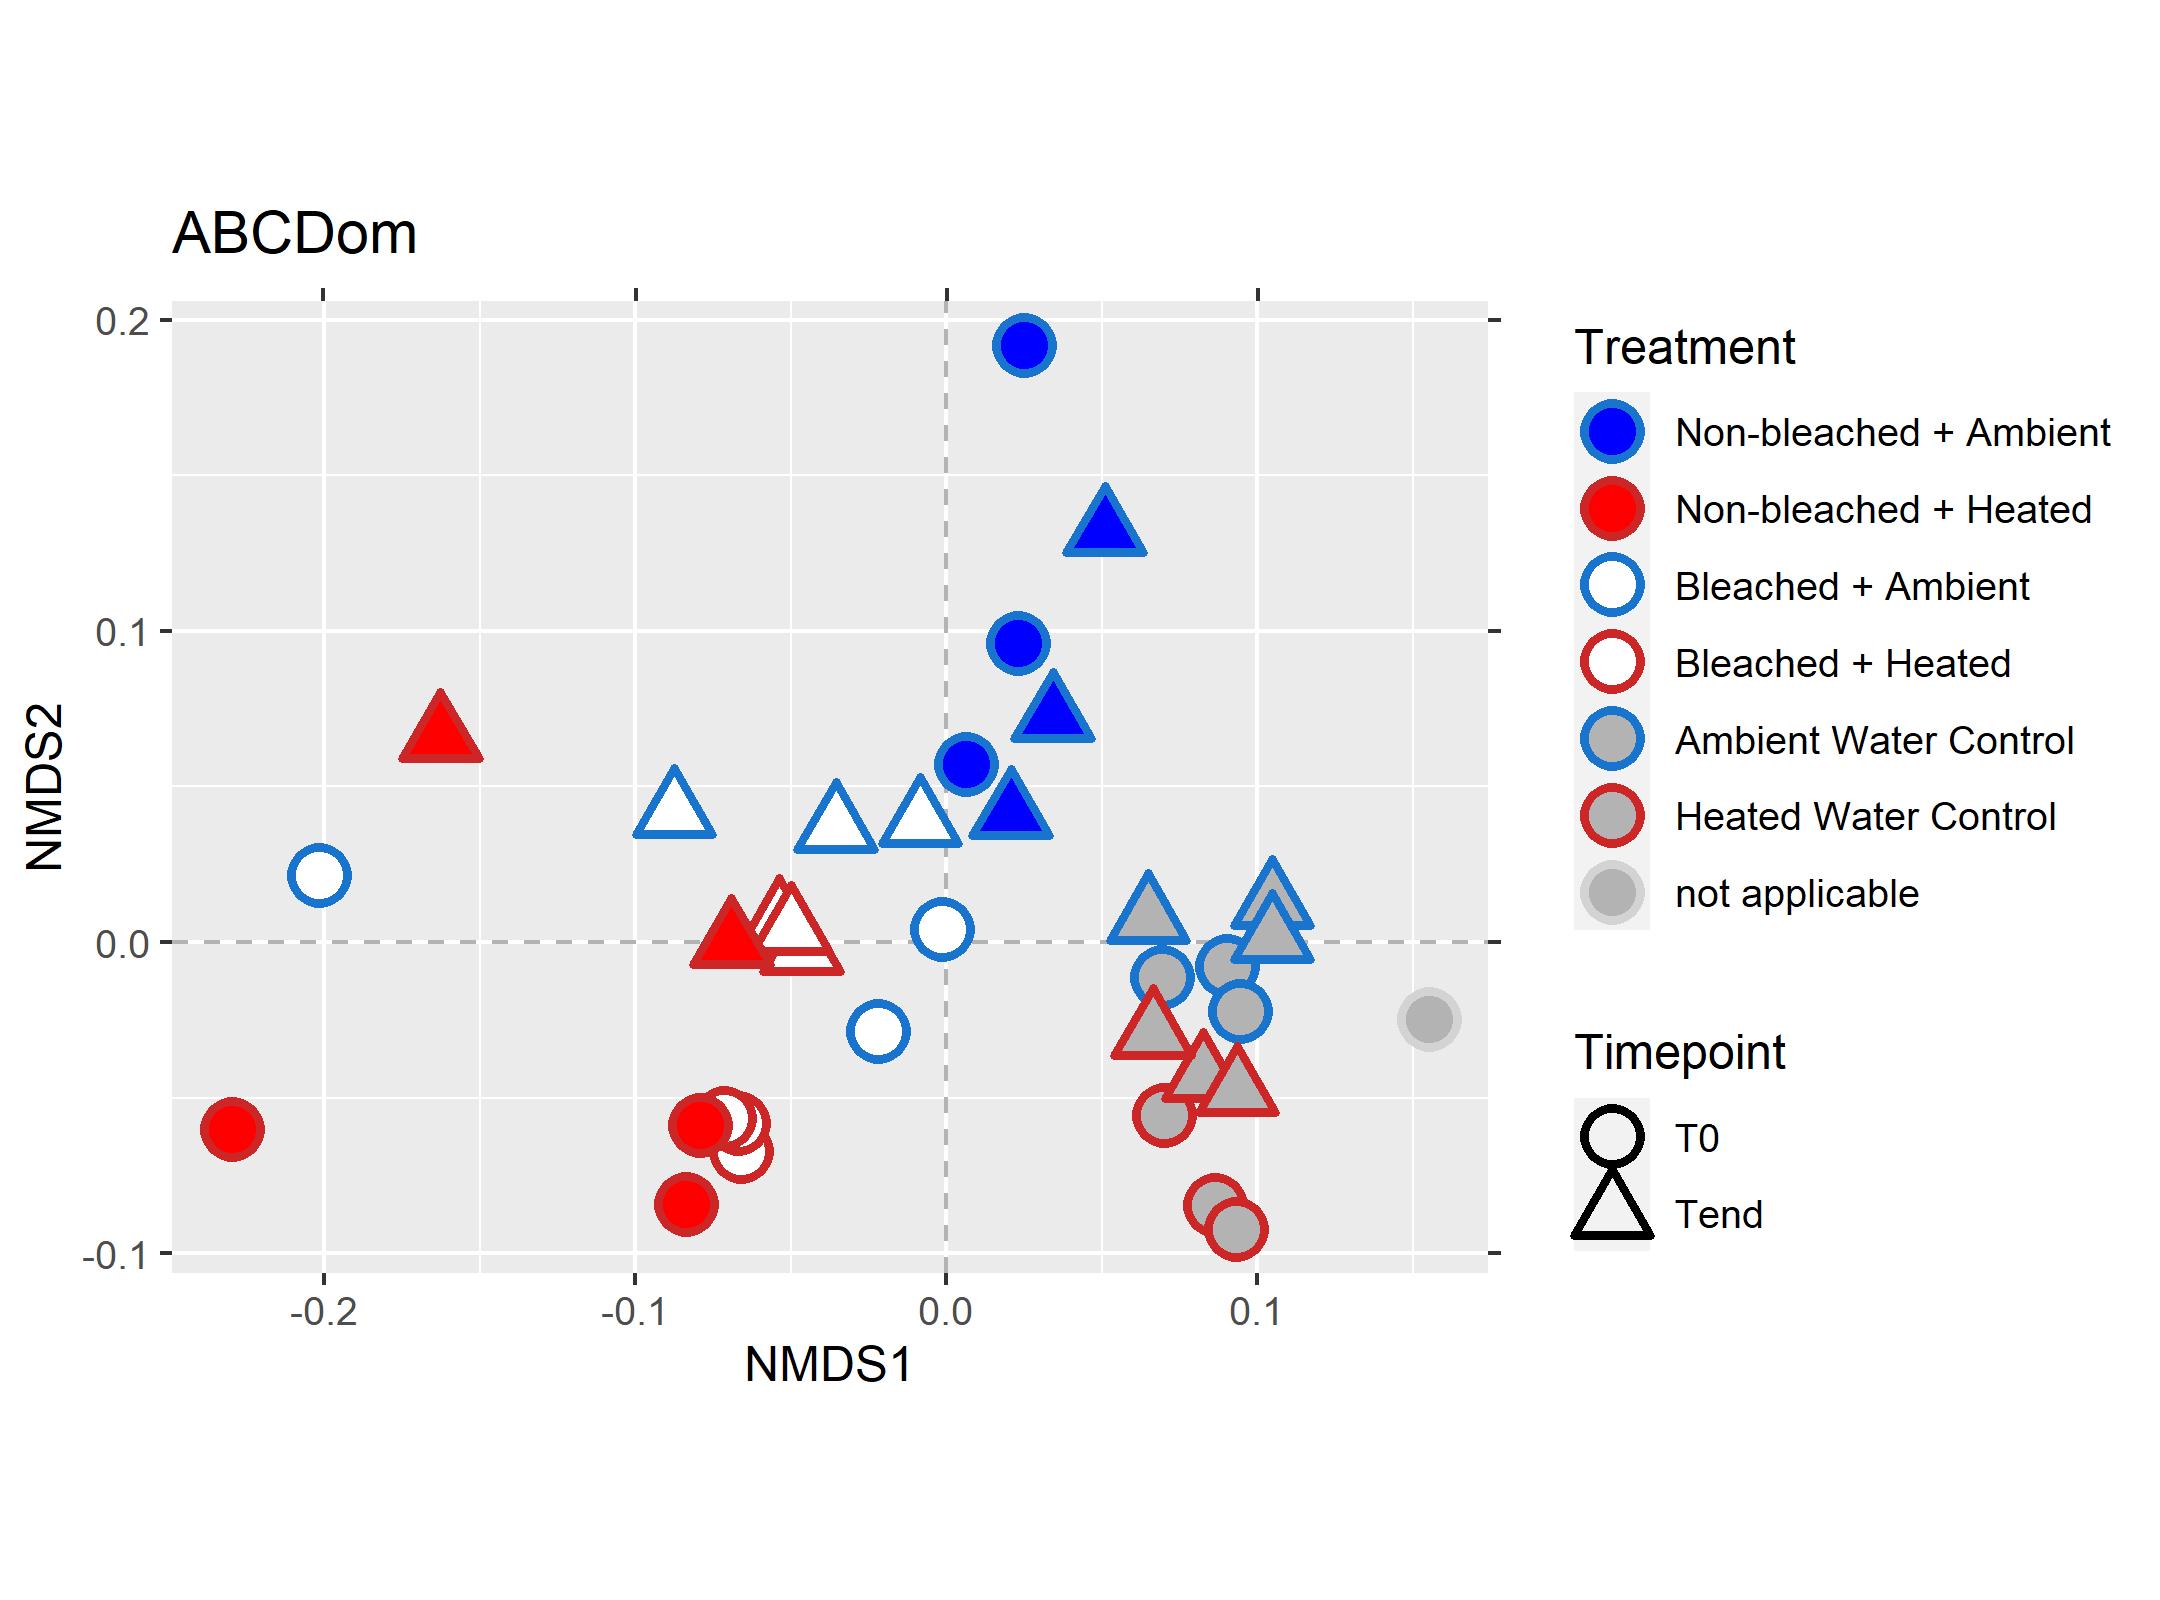 ABCDom
0.2
0.1
0.0
-0.1
NMDS2
-0.2
-0.1
0.0
0.1
NMDS1
Treatment
Non-bleached + Ambient
Non-bleached + Heated
Bleached + Ambient
Bleached + Heated
Ambient Water Control
Heated Water Control
not applicable
Timepoint
T0
Tend